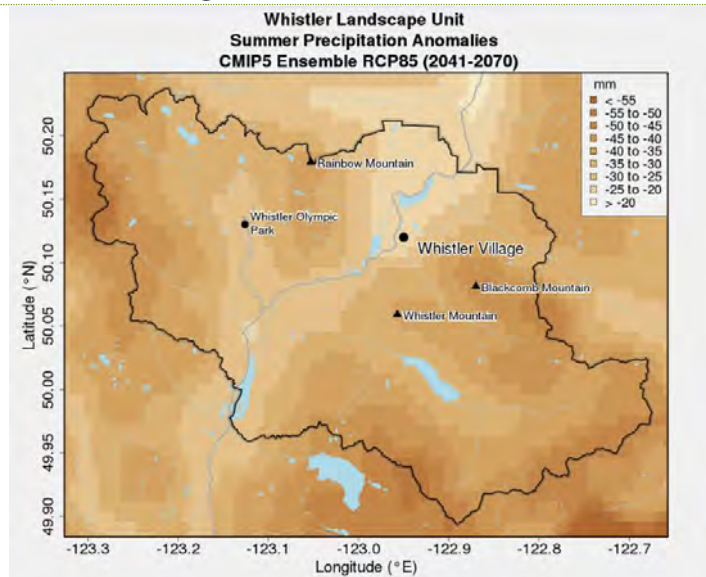 Whistler Landscape Unit
Summer Precipitation Anomalies
CMIP5 Ensemble RCP85 (2041-2070)
mm
< -55
-55 to -50
-50 to -45
-45 to -40
-40 to -35
-35 to -30
-30 to -25
-25 to -20
> -20
Rainbow Mountain
Whistler Olympic
Park
Whistler Village
Blackcomb Mountain
Whistler Mountain
Latitude (°N)
50.20
50.15
50.10
50.05
50.00
49.95
49.90
-123.3
-123.2
-123.1
-123.0
-122.9
-122.8
-122.7
Longitude (°E)